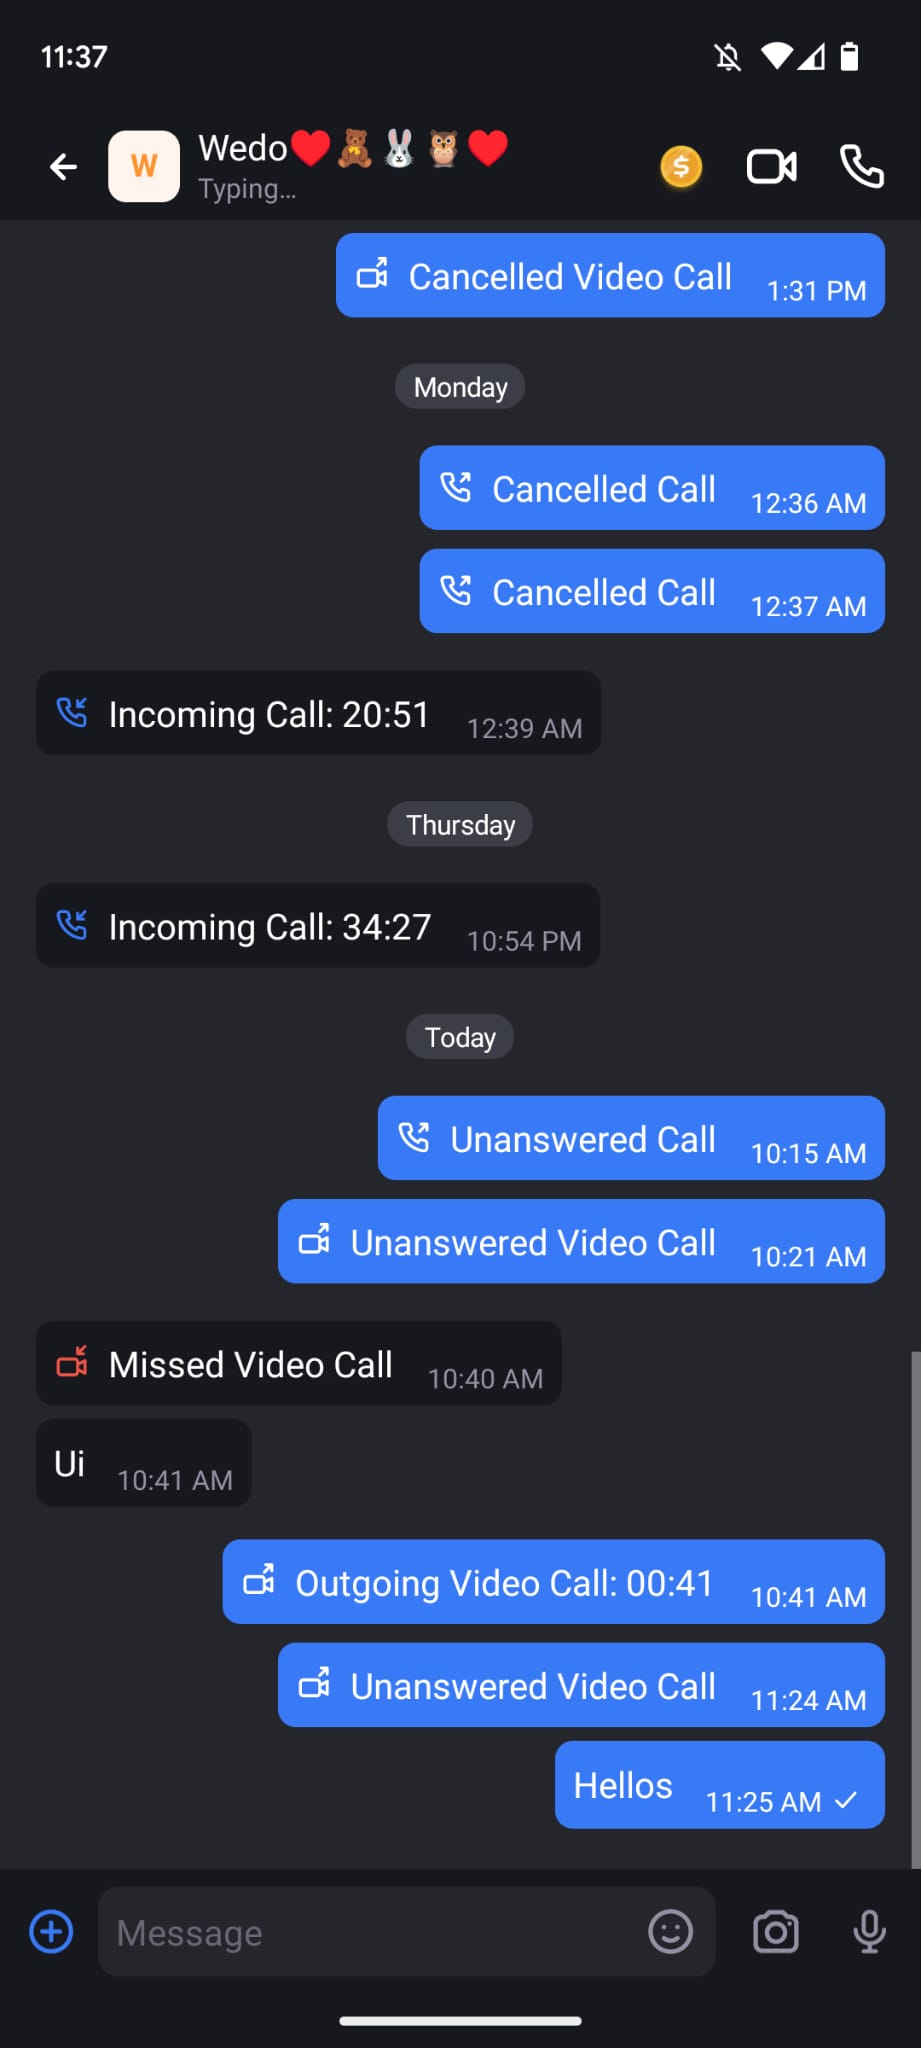 11:37
Wedo❤️🧸🐰🦉❤️
Typing...
Cancelled Video Call 1:31 PM
Monday
Cancelled Call 12:36 AM
Cancelled Call 12:37 AM
Incoming Call: 20:51 12:39 AM
Thursday
Incoming Call: 34:27 10:54 PM
Today
Unanswered Call 10:15 AM
Unanswered Video Call 10:21 AM
Missed Video Call 10:40 AM
Ui 10:41 AM
Outgoing Video Call: 00:41 10:41 AM
Unanswered Video Call 11:24 AM
Hellos 11:25 AM
Message